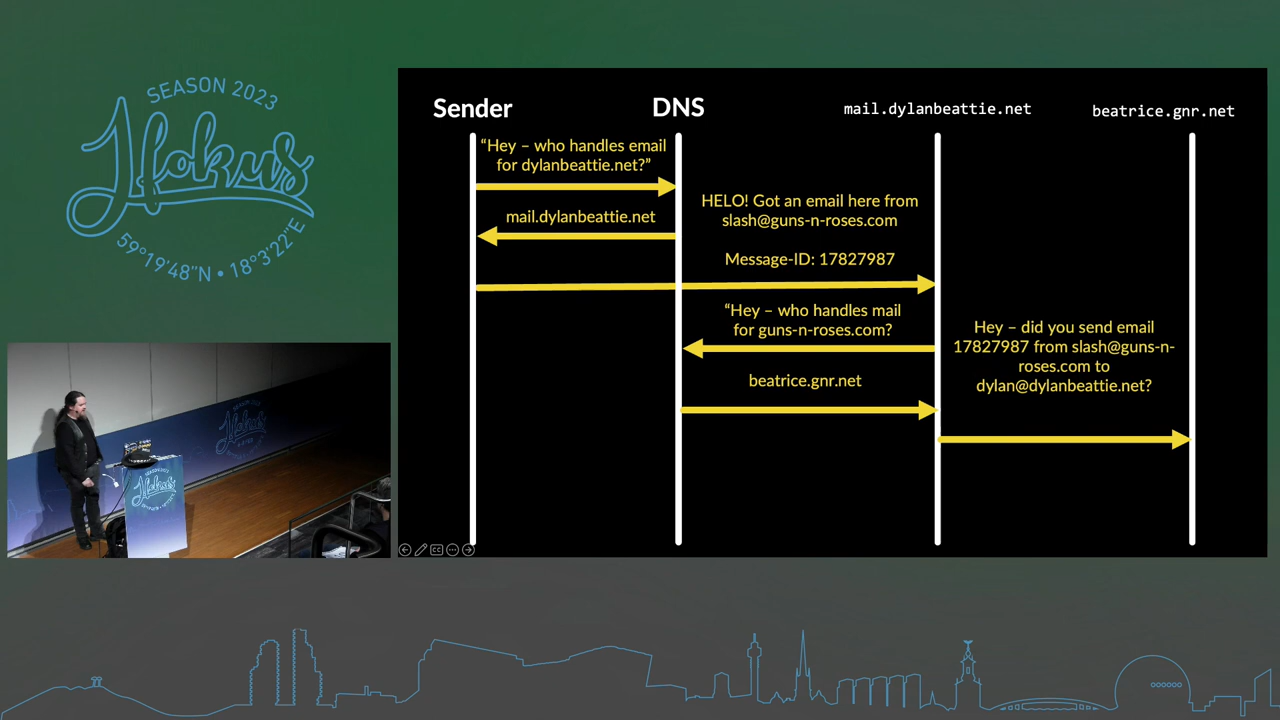 SEASON 2023
Hokus
59°19'48"N • 18°3'22"E
Sender
DNS
mail.dylanbeattie.net
beatrice.gnr.net
“Hey – who handles email
for dylanbeattie.net?”
mail.dylanbeattie.net
HELO! Got an email here from
slash@guns-n-roses.com
Message-ID: 17827987
“Hey – who handles mail
for guns-n-roses.com?
beatrice.gnr.net
Hey – did you send email
17827987 from slash@guns-n-
roses.com to
dylan@dylanbeattie.net?
Hokus
Hokus